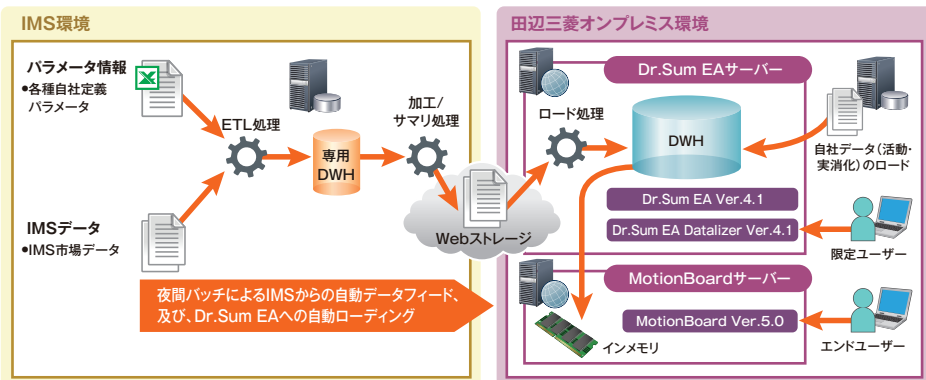 IMS環境
パラメータ情報
•各種自社定義
パラメータ
ETL処理
専用
DWH
加工/
サマリ処理
IMSデータ
•IMS市場データ
Webストレージ
夜間バッチによるIMSからの自動データフィード、
及び、Dr.Sum EAへの自動ローディング
田辺三菱オンプレミス環境
Dr.Sum EAサーバー
ロード処理
DWH
自社データ(活動・
実消化)のロード
Dr.Sum EA Ver.4.1
Dr.Sum EA Datalizer Ver.4.1
限定ユーザー
MotionBoardサーバー
MotionBoard Ver.5.0
インメモリ
エンドユーザー